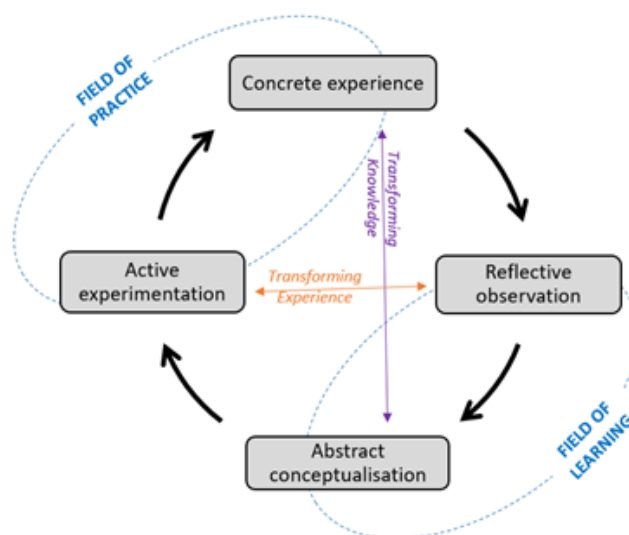 FIELD OF
PRACTICE
Concrete experience
Transforming
Knowledge
Active
experimentation
Transforming
Experience
Reflective
observation
Abstract
conceptualisation
FIELD OF
LEARNING